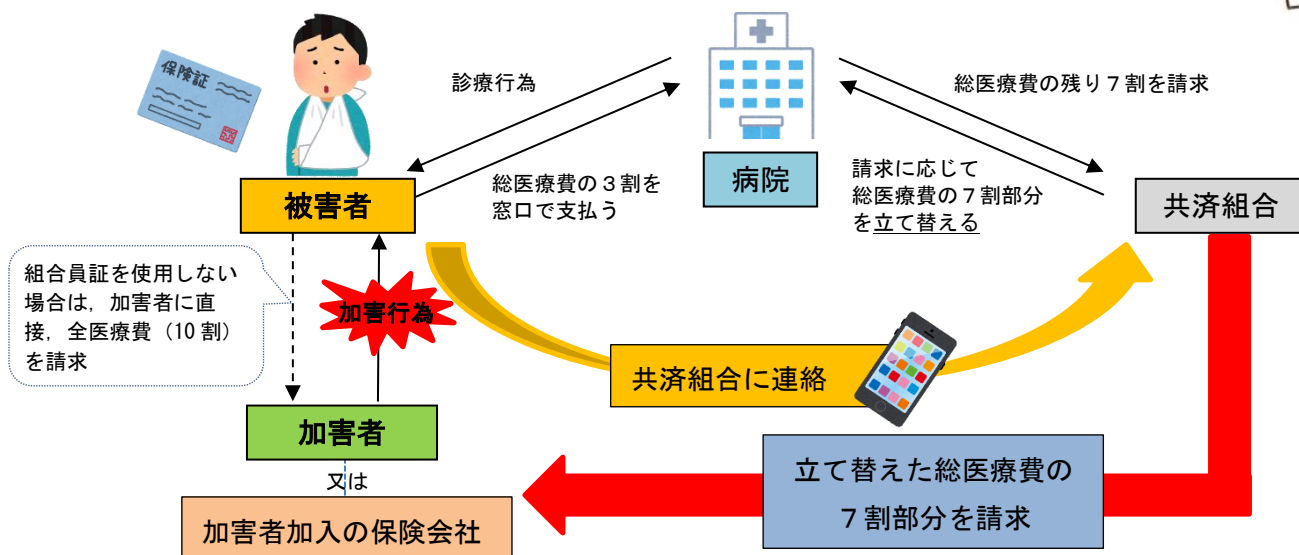 保険証
診療行為
総医療費の残り７割を請求
被害者
総医療費の３割を
窓口で支払う
病院
請求に応じて
総医療費の７割部分
を立て替える
共済組合
組合員証を使用しない
場合は，加害者に直
接，全医療費（10 割）
を請求
加害行為
共済組合に連絡
加害者
又は
加害者加入の保険会社
立て替えた総医療費の
７割部分を請求